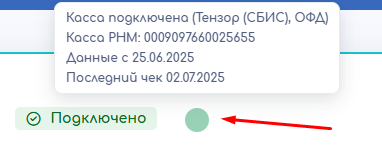 Касса подключена (Тензор (СБИС), ОФД)
Касса РНМ: 0009097660025655
Данные с 25.06.2025
Последний чек 02.07.2025
Подключено